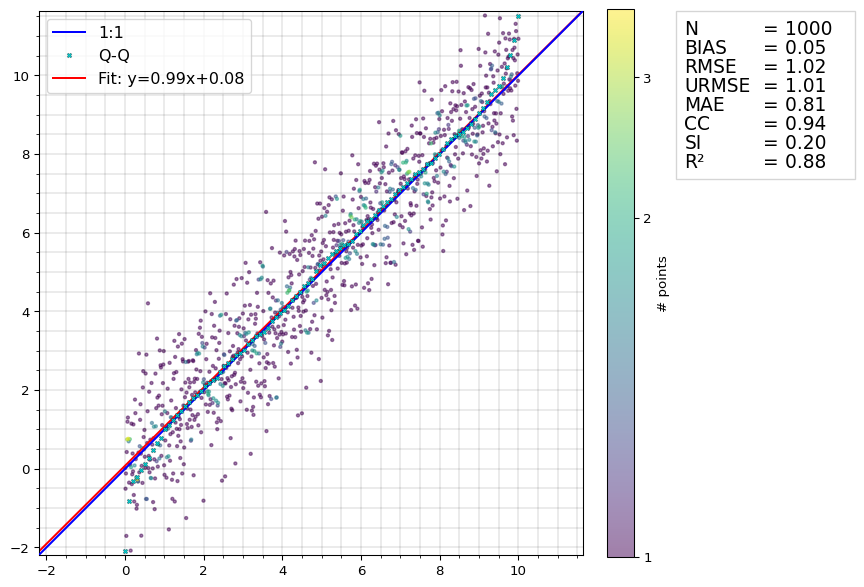 1:1
Q-Q
Fit: y=0.99x+0.08
10
8
6
4
2
0
−2
−2 0 2 4 6 8 10
3
2
1
# points
N = 1000
BIAS = 0.05
RMSE = 1.02
URMSE = 1.01
MAE = 0.81
CC = 0.94
SI = 0.20
R² = 0.88